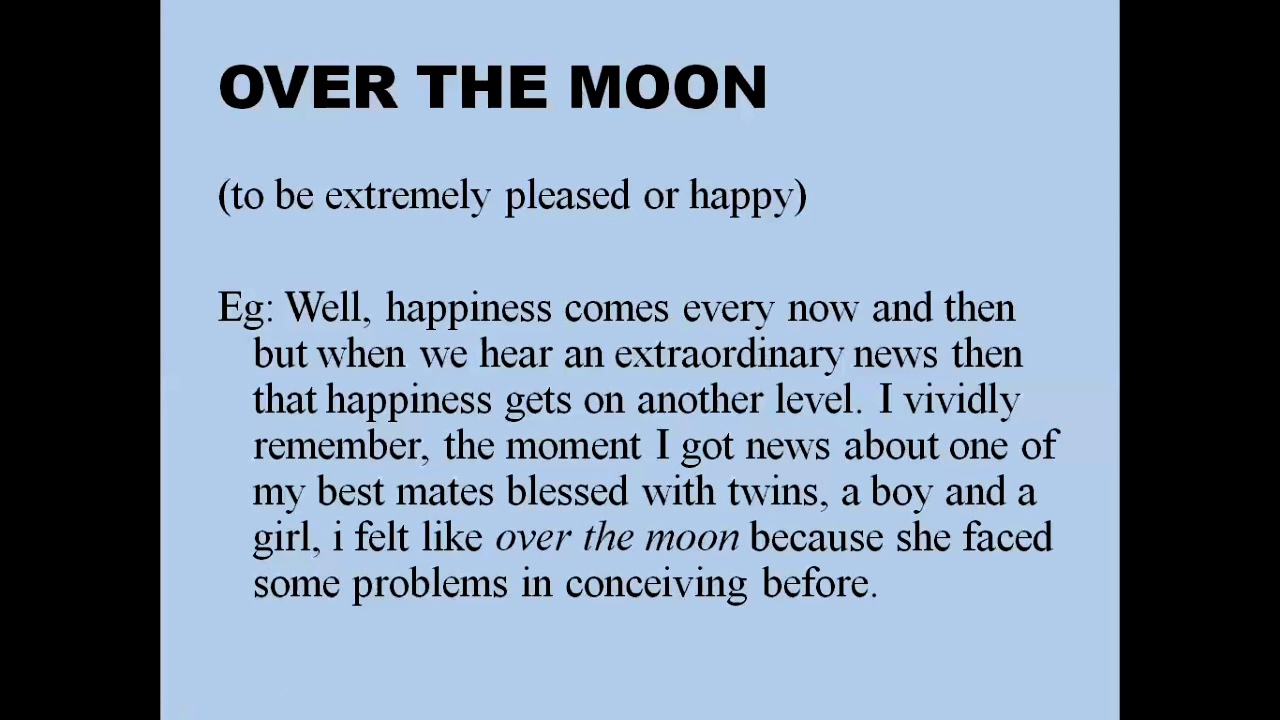 OVER THE MOON
(to be extremely pleased or happy)
Eg: Well, happiness comes every now and then
but when we hear an extraordinary news then
that happiness gets on another level. I vividly
remember, the moment I got news about one of
my best mates blessed with twins, a boy and a
girl, i felt like over the moon because she faced
some problems in conceiving before.